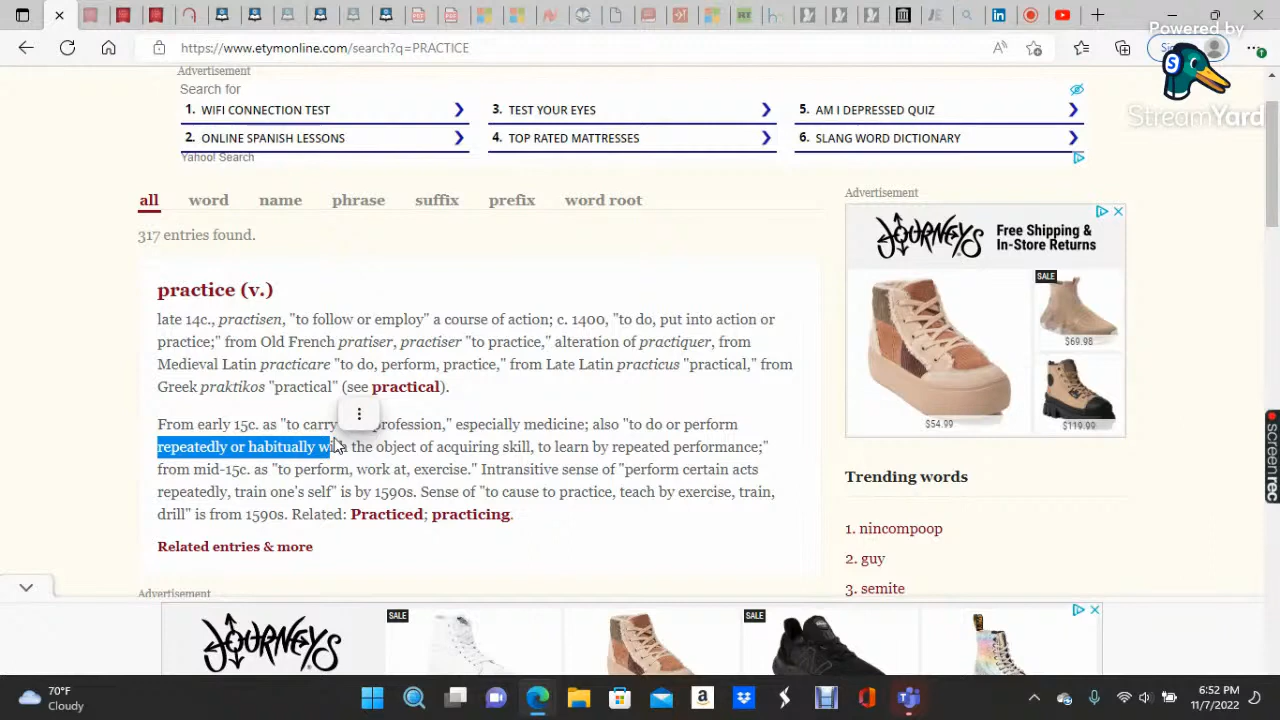 Powered by
StreamYard
https://www.etymonline.com/search?q=PRACTICE
Advertisement
Search for
1. WIFI CONNECTION TEST
3. TEST YOUR EYES
5. AM I DEPRESSED QUIZ
2. ONLINE SPANISH LESSONS
4. TOP RATED MATTRESSES
6. SLANG WORD DICTIONARY
Yahoo! Search
all word name phrase suffix prefix word root
317 entries found.
practice (v.)
late 14c., practisen, "to follow or employ" a course of action; c. 1400, "to do, put into action or
practice;" from Old French pratiser, practiser "to practice," alteration of practiquer, from
Medieval Latin practicare "to do, perform, practice," from Late Latin practicus "practical," from
Greek praktikos "practical" (see practical).
From early 15c. as "to carry profession," especially medicine; also "to do or perform
repeatedly or habitually with the object of acquiring skill, to learn by repeated performance;"
from mid-15c. as "to perform, work at, exercise." Intransitive sense of "perform certain acts
repeatedly, train one's self" is by 1590s. Sense of "to cause to practice, teach by exercise, train,
drill" is from 1590s. Related: Practiced; practicing.
Related entries & more
Advertisement
JOURNEYS
Free Shipping &
In-Store Returns
SALE
$69.98
$54.99
$119.99
Trending words
1. nincompoop
2. guy
3. semite
Advertisement
JOURNEYS
SALE
SALE
screenrec
70°F
Cloudy
6:52 PM
11/7/2022